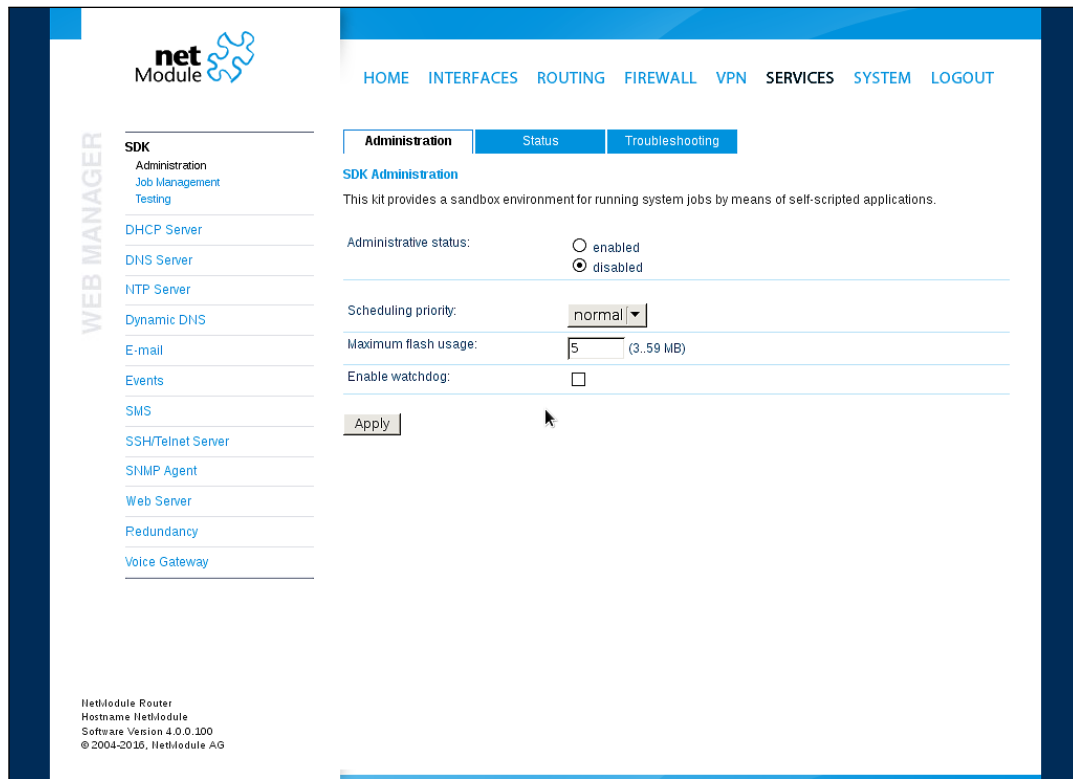 net
Module
HOME INTERFACES ROUTING FIREWALL VPN SERVICES SYSTEM LOGOUT
WEB MANAGER
SDK
Administration
Job Management
Testing
DHCP Server
DNS Server
NTP Server
Dynamic DNS
E-mail
Events
SMS
SSH/Telnet Server
SNMP Agent
Web Server
Redundancy
Voice Gateway
Administration Status Troubleshooting
SDK Administration
This kit provides a sandbox environment for running system jobs by means of self-scripted applications.
Administrative status:
enabled
disabled
Scheduling priority: normal
Maximum flash usage: 5 (3..59 MB)
Enable watchdog:
Apply
NetModule Router
Hostname NetModule
Software Version 4.0.0.100
© 2004-2016, NetModule AG